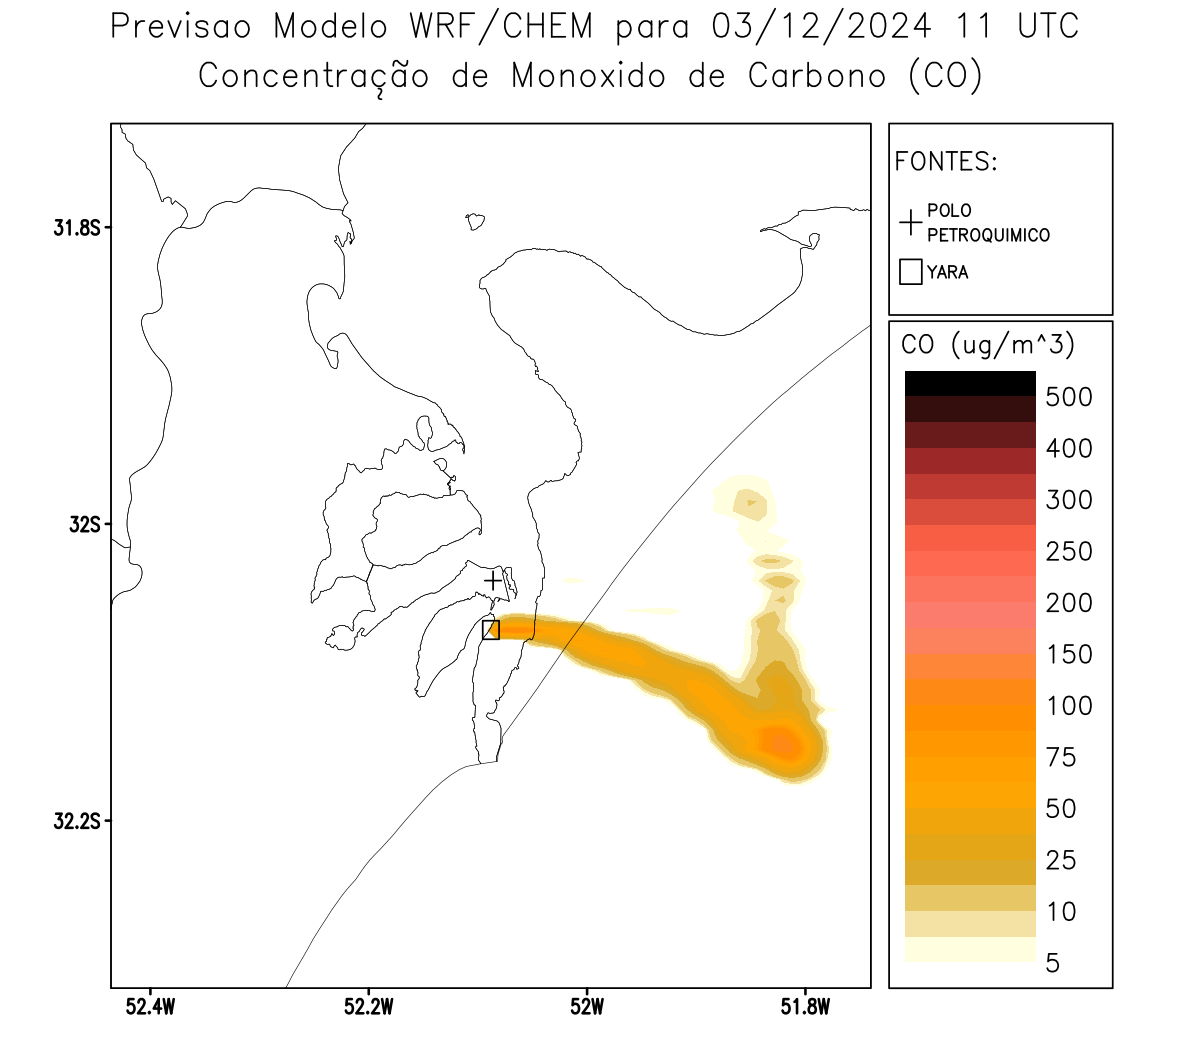 Previsao Modelo WRF/CHEM para 03/12/2024 11 UTC
Concentração de Monoxido de Carbono (CO)
FONTES:
POLO
PETROQUIMICO
YARA
CO (ug/m^3)
500
400
300
250
200
150
100
75
50
25
10
5
31.8S
32S
32.2S
52.4W
52.2W
52W
51.8W